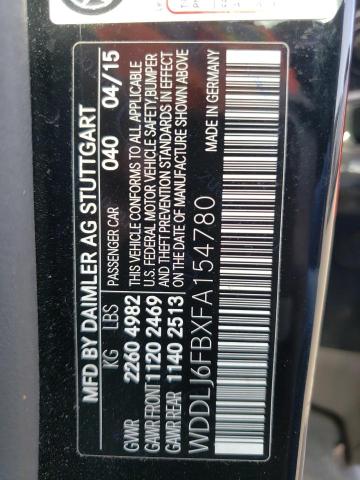 MFD BY DAIMLER AG STUTTGART
PASSENGER CAR 040 04/15
KG LBS
GVWR 2260 4982
GAWR FRONT 1120 2469
GAWR REAR 1140 2513
THIS VEHICLE CONFORMS TO ALL APPLICABLE
U.S. FEDERAL MOTOR VEHICLE SAFETY,BUMPER
AND THEFT PREVENTION STANDARDS IN EFFECT
ON THE DATE OF MANUFACTURE SHOWN ABOVE
WDDLJ6FBXFA154780
MADE IN GERMANY